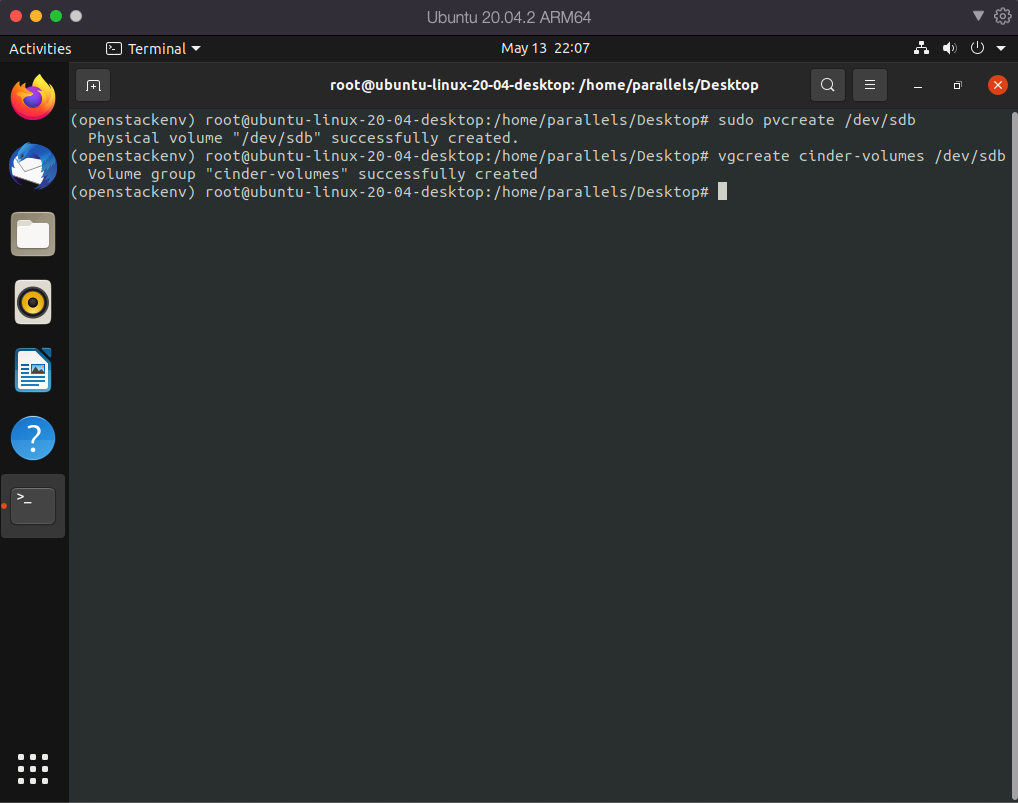 Ubuntu 20.04.2 ARM64
Activities
Terminal
May 13 22:07
root@ubuntu-linux-20-04-desktop: /home/parallels/Desktop
(openstackenv) root@ubuntu-linux-20-04-desktop:/home/parallels/Desktop# sudo pvcreate /dev/sdb
  Physical volume "/dev/sdb" successfully created.
(openstackenv) root@ubuntu-linux-20-04-desktop:/home/parallels/Desktop# vgcreate cinder-volumes /dev/sdb
  Volume group "cinder-volumes" successfully created
(openstackenv) root@ubuntu-linux-20-04-desktop:/home/parallels/Desktop#